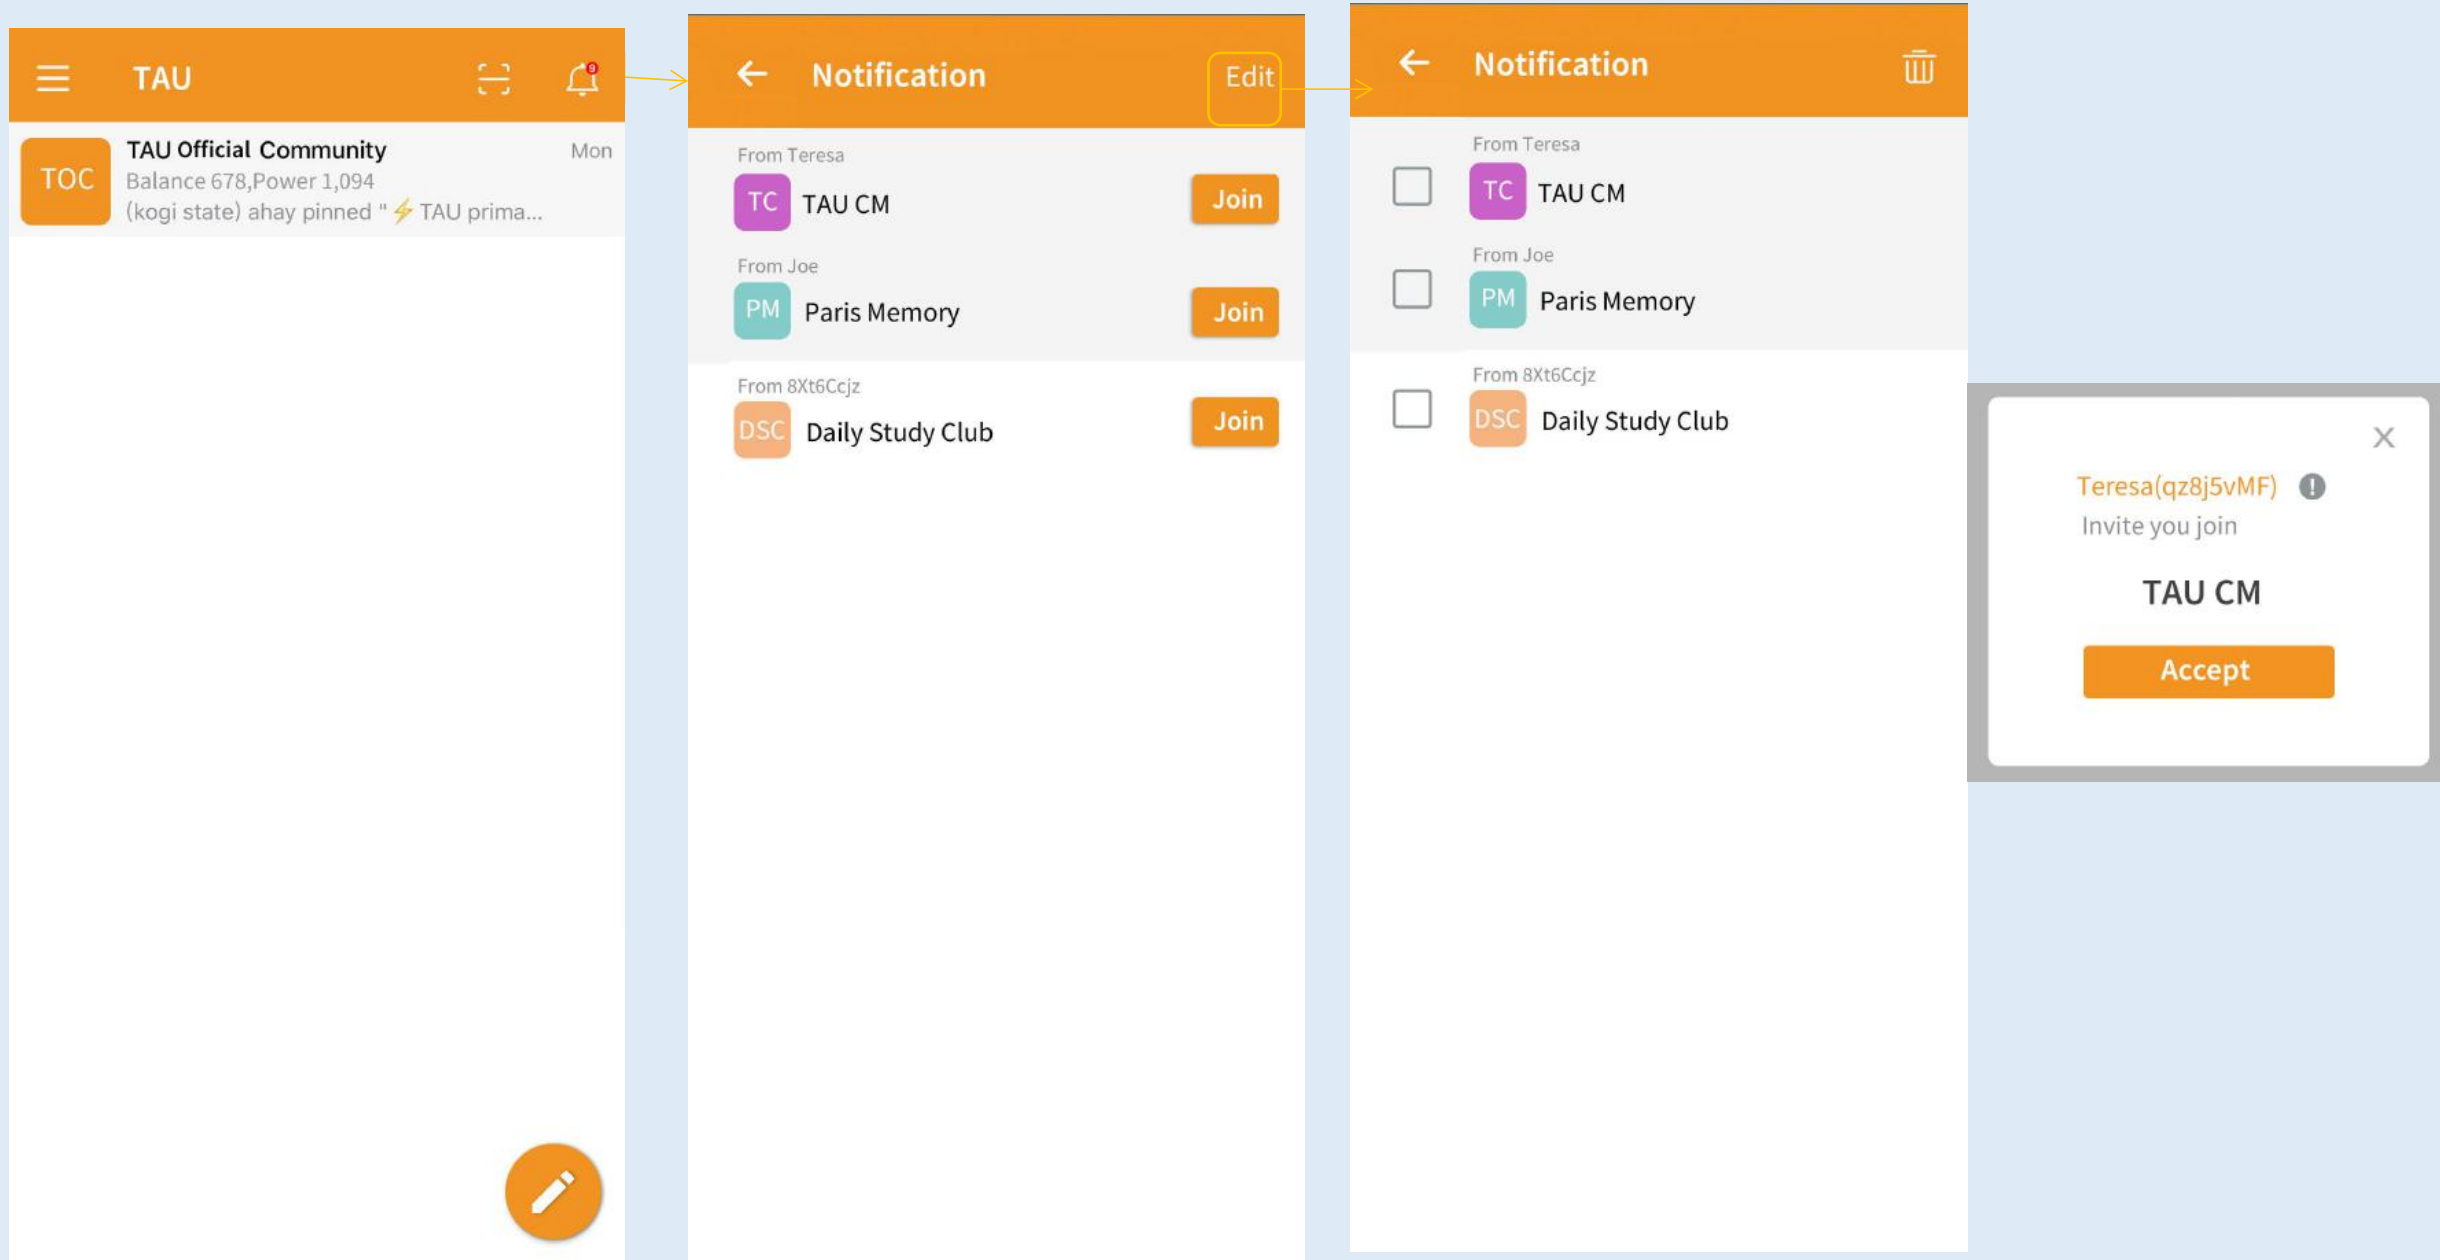 TAU
9
TOC
TAU Official Community
Mon
Balance 678,Power 1,094
(kogi state) ahay pinned " ⚡ TAU prima...
Notification
Edit
From Teresa
TC
TAU CM
Join
From Joe
PM
Paris Memory
Join
From 8Xt6Ccjz
DSC
Daily Study Club
Join
Notification
From Teresa
TC
TAU CM
From Joe
PM
Paris Memory
From 8Xt6Ccjz
DSC
Daily Study Club
X
Teresa(qz8j5vMF)
Invite you join
TAU CM
Accept